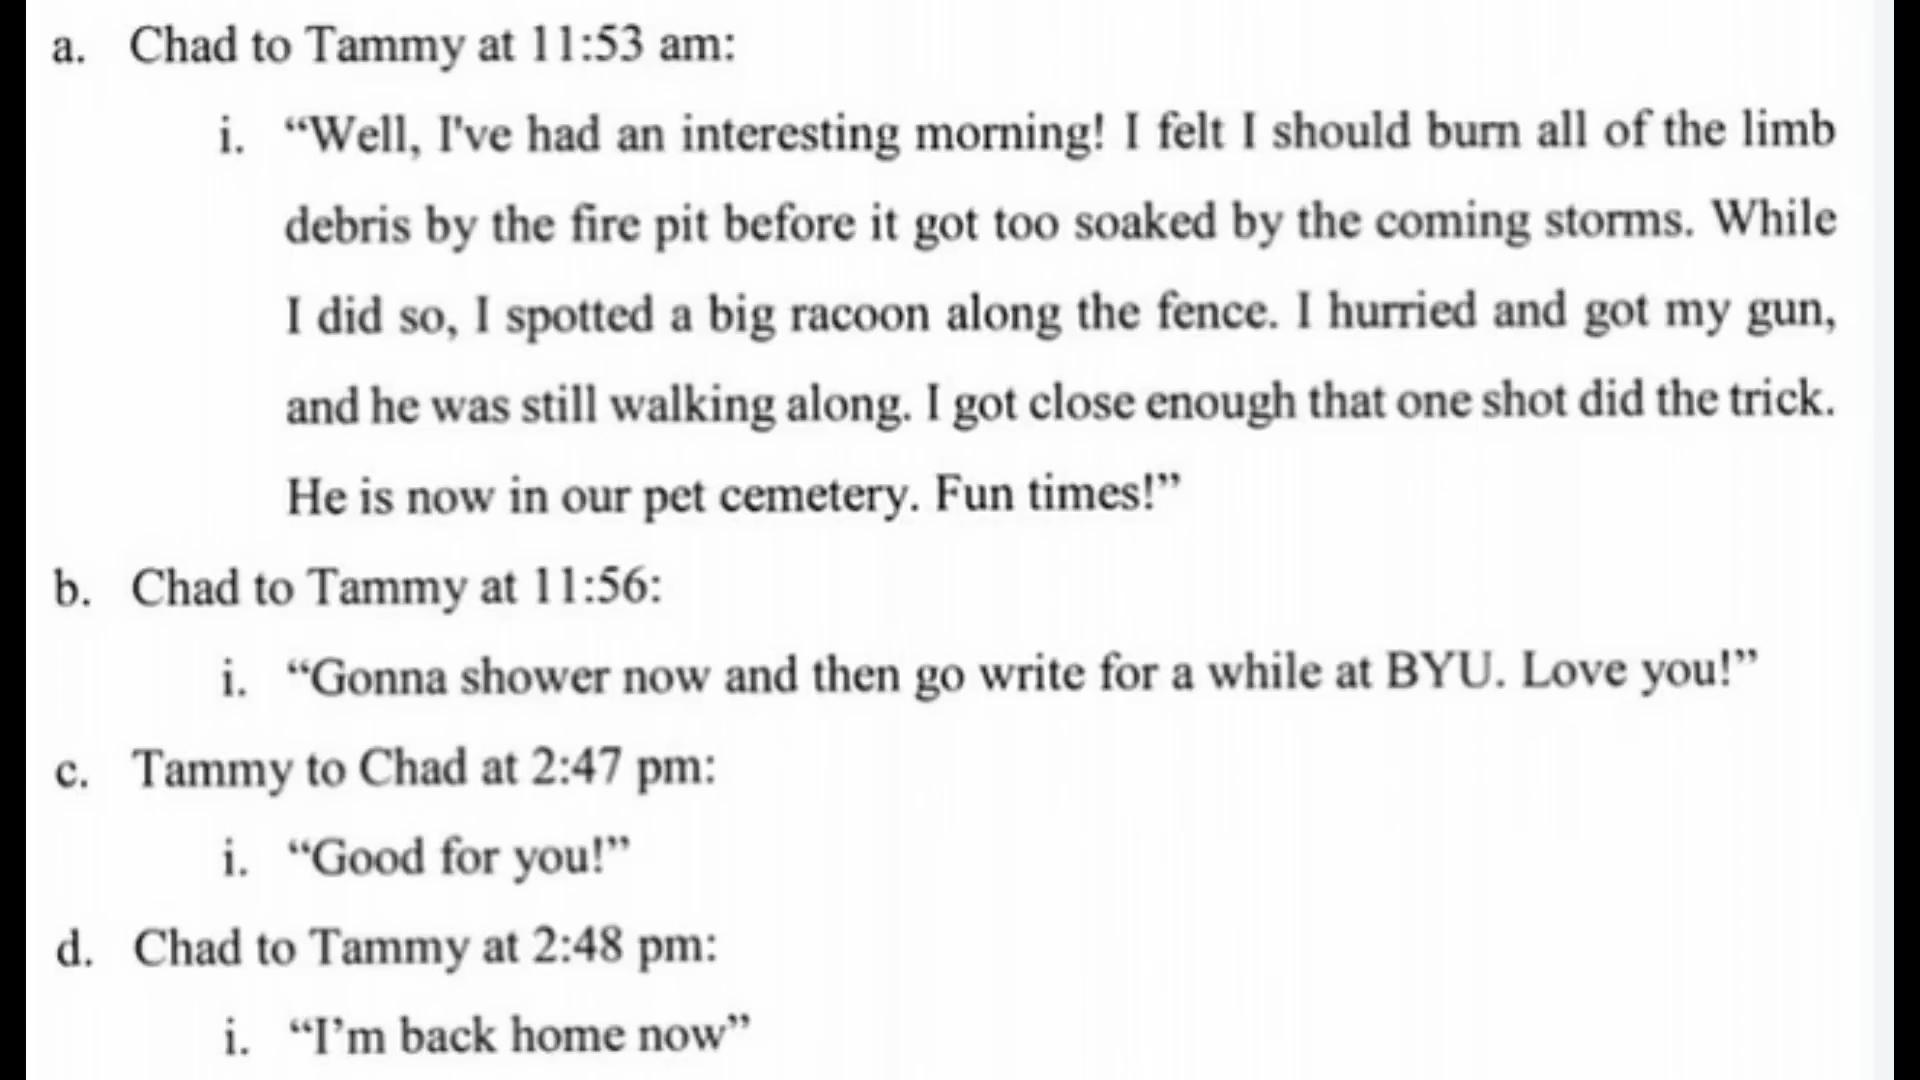 a. Chad to Tammy at 11:53 am:
i. “Well, I've had an interesting morning! I felt I should burn all of the limb
debris by the fire pit before it got too soaked by the coming storms. While
I did so, I spotted a big racoon along the fence. I hurried and got my gun,
and he was still walking along. I got close enough that one shot did the trick.
He is now in our pet cemetery. Fun times!”
b. Chad to Tammy at 11:56:
i. “Gonna shower now and then go write for a while at BYU. Love you!”
c. Tammy to Chad at 2:47 pm:
i. “Good for you!”
d. Chad to Tammy at 2:48 pm:
i. “I’m back home now”